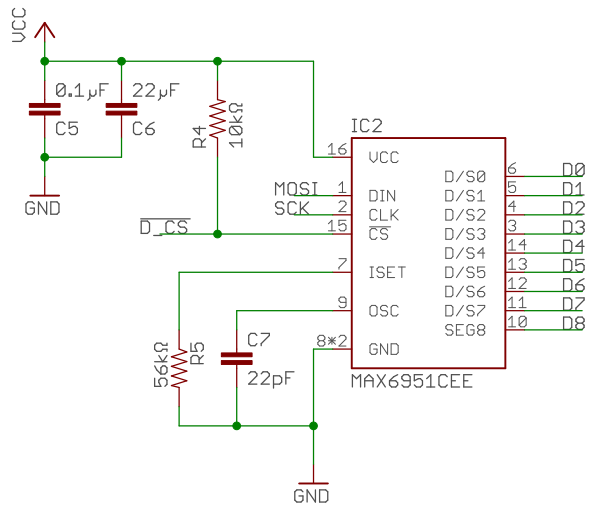 VCC
0.1µF
22µF
C5
C6
R4
10kΩ
GND
IC2
16
VCC
MOSI
1
DIN
SCK
2
CLK
D_CS
15
CS
7
ISET
9
OSC
8*2
GND
D/S0
6
D0
D/S1
5
D1
D/S2
4
D2
D/S3
3
D3
D/S4
14
D4
D/S5
13
D5
D/S6
12
D6
D/S7
11
D7
SEG8
10
D8
MAX6951CEE
56kΩ
R5
C7
22pF
GND